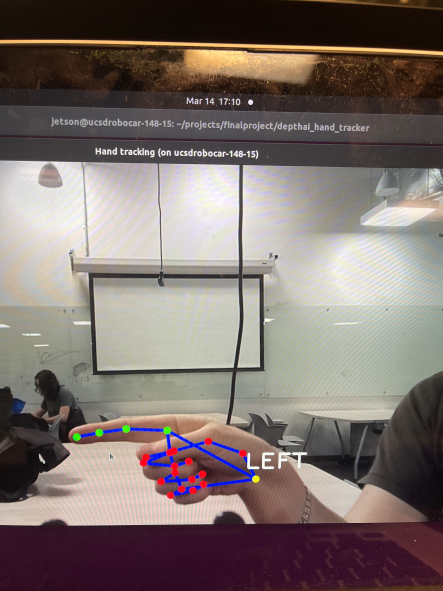 Mar 14 17:10
jetson@ucsdrobocar-148-15: ~/projects/finalproject/depthai_hand_tracker
Hand tracking (on ucsdrobocar-148-15)
LEFT